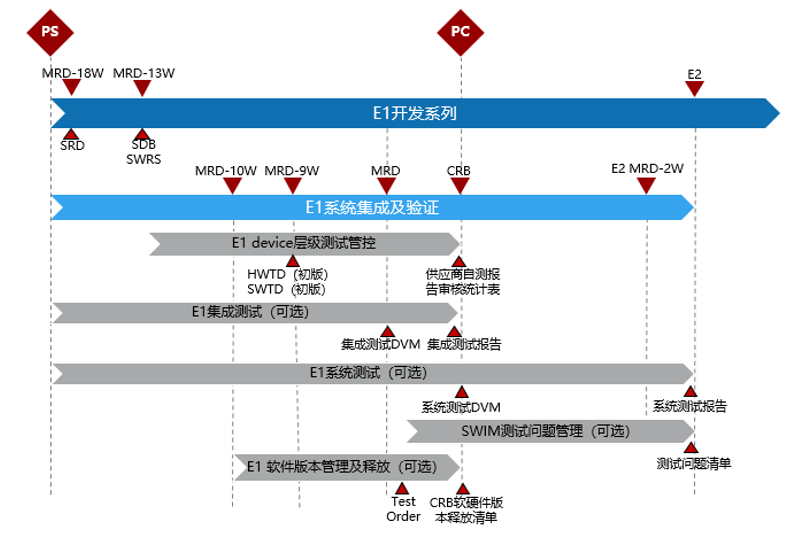 PS
PC
MRD-18W
MRD-13W
E2
E1开发系列
SRD
SDB
SWRS
MRD-10W
MRD-9W
MRD
CRB
E2 MRD-2W
E1系统集成及验证
E1 device层级测试管控
HWTD（初版）
SWTD（初版）
供应商自测报
告审核统计表
E1集成测试（可选）
集成测试DVM
集成测试报告
E1系统测试（可选）
系统测试DVM
系统测试报告
SWIM测试问题管理（可选）
测试问题清单
E1 软件版本管理及释放（可选）
Test
Order
CRB软硬件版
本释放清单